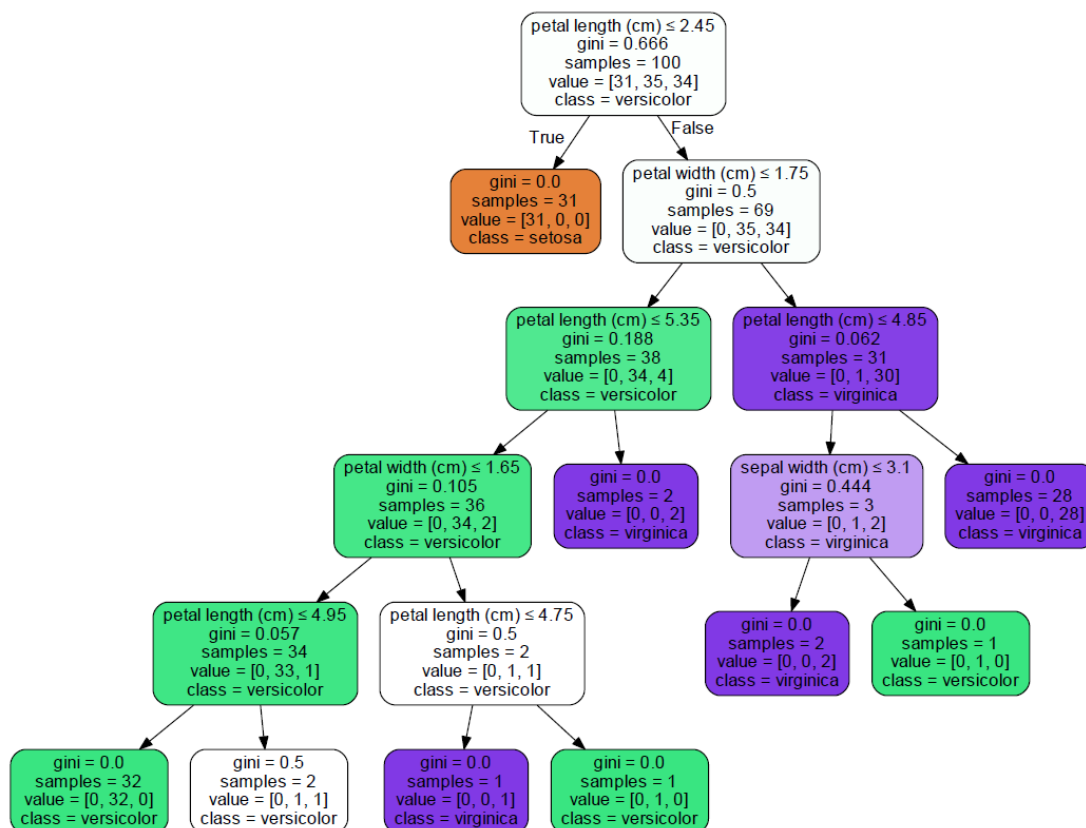 petal length (cm) ≤ 2.45
gini = 0.666
samples = 100
value = [31, 35, 34]
class = versicolor
True
False
gini = 0.0
samples = 31
value = [31, 0, 0]
class = setosa
petal width (cm) ≤ 1.75
gini = 0.5
samples = 69
value = [0, 35, 34]
class = versicolor
petal length (cm) ≤ 5.35
gini = 0.188
samples = 38
value = [0, 34, 4]
class = versicolor
petal length (cm) ≤ 4.85
gini = 0.062
samples = 31
value = [0, 1, 30]
class = virginica
petal width (cm) ≤ 1.65
gini = 0.105
samples = 36
value = [0, 34, 2]
class = versicolor
gini = 0.0
samples = 2
value = [0, 0, 2]
class = virginica
sepal width (cm) ≤ 3.1
gini = 0.444
samples = 3
value = [0, 1, 2]
class = virginica
gini = 0.0
samples = 28
value = [0, 0, 28]
class = virginica
petal length (cm) ≤ 4.95
gini = 0.057
samples = 34
value = [0, 33, 1]
class = versicolor
petal length (cm) ≤ 4.75
gini = 0.5
samples = 2
value = [0, 1, 1]
class = versicolor
gini = 0.0
samples = 2
value = [0, 0, 2]
class = virginica
gini = 0.0
samples = 1
value = [0, 1, 0]
class = versicolor
gini = 0.0
samples = 32
value = [0, 32, 0]
class = versicolor
gini = 0.5
samples = 2
value = [0, 1, 1]
class = versicolor
gini = 0.0
samples = 1
value = [0, 0, 1]
class = virginica
gini = 0.0
samples = 1
value = [0, 1, 0]
class = versicolor